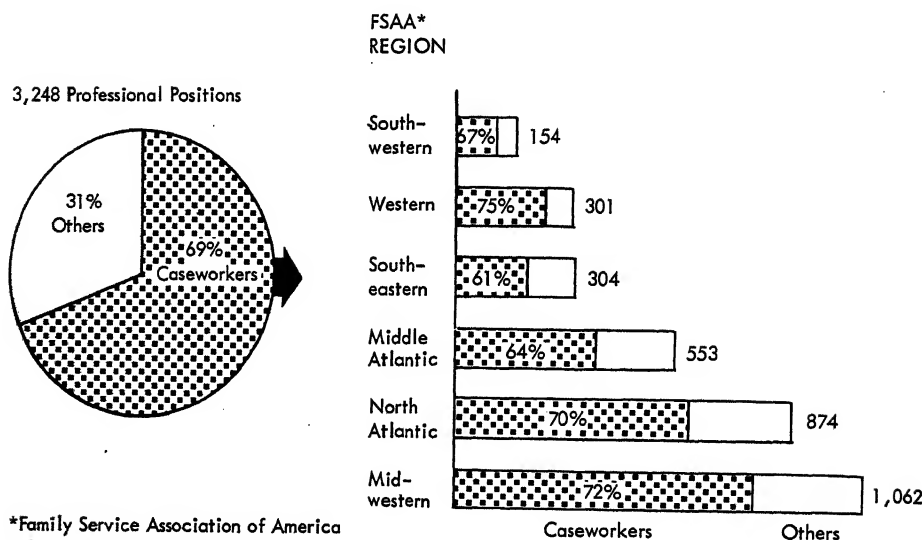 FSAA*
REGION
3,248 Professional Positions
31%
Others
69%
Caseworkers
South-
western
67%
154
Western
75%
301
South-
eastern
61%
304
Middle
Atlantic
64%
553
North
Atlantic
70%
874
Mid-
western
72%
1,062
Caseworkers
Others
*Family Service Association of America